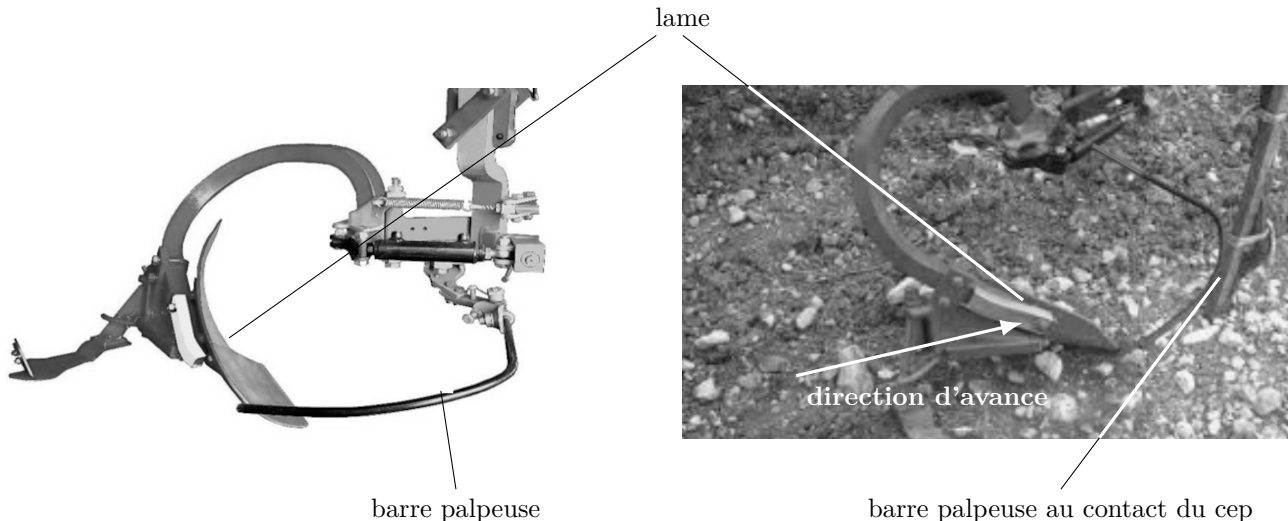 lame
direction d'avance
barre palpeuse
barre palpeuse au contact du cep